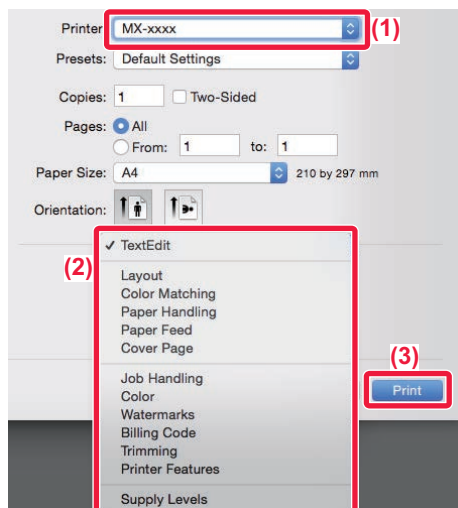 Printer: MX-xxxx (1)
Presets: Default Settings
Copies: 1 Two-Sided
Pages: All
From: 1 to: 1
Paper Size: A4 210 by 297 mm
Orientation:
(2) ✓ TextEdit
Layout
Color Matching
Paper Handling
Paper Feed
Cover Page
(3)
Job Handling
Print
Color
Watermarks
Billing Code
Trimming
Printer Features
Supply Levels